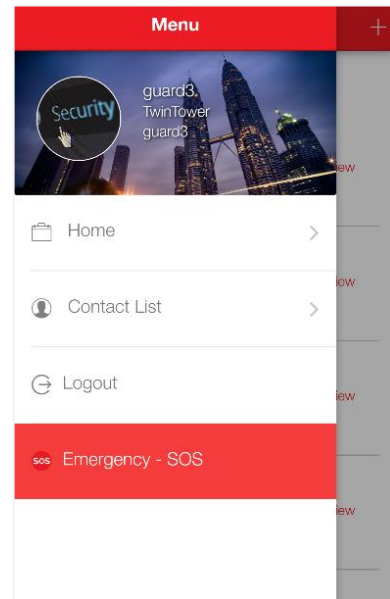 Menu
+
Security
guard3.
TwinTower
guard3
Home
Contact List
Logout
sos Emergency - SOS